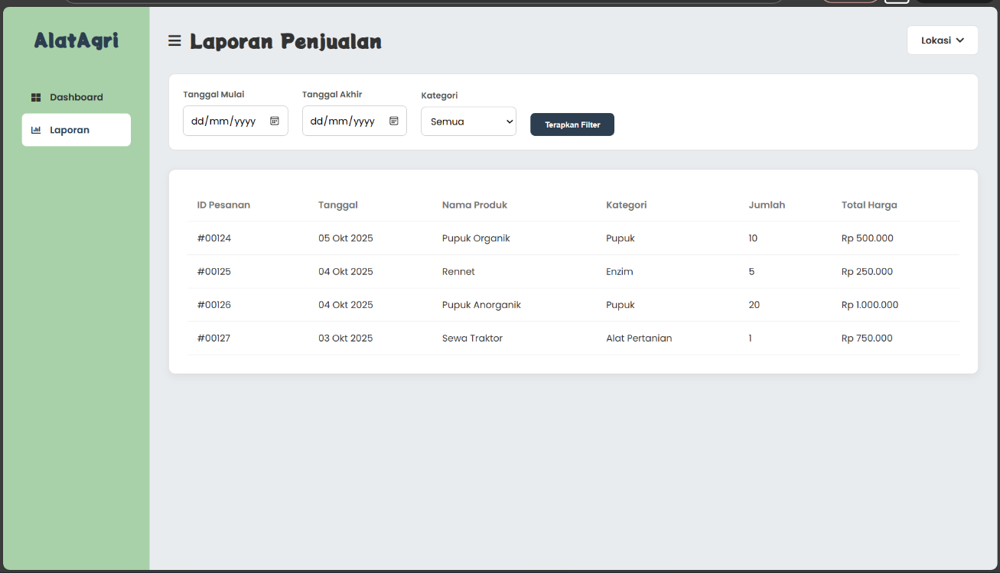 AlatAgri
Dashboard
Laporan
Laporan Penjualan
Lokasi
Tanggal Mulai Tanggal Akhir Kategori
dd/mm/yyyy dd/mm/yyyy Semua Terapkan Filter
ID Pesanan Tanggal Nama Produk Kategori Jumlah Total Harga
#00124 05 Okt 2025 Pupuk Organik Pupuk 10 Rp 500.000
#00125 04 Okt 2025 Rennet Enzim 5 Rp 250.000
#00126 04 Okt 2025 Pupuk Anorganik Pupuk 20 Rp 1.000.000
#00127 03 Okt 2025 Sewa Traktor Alat Pertanian 1 Rp 750.000